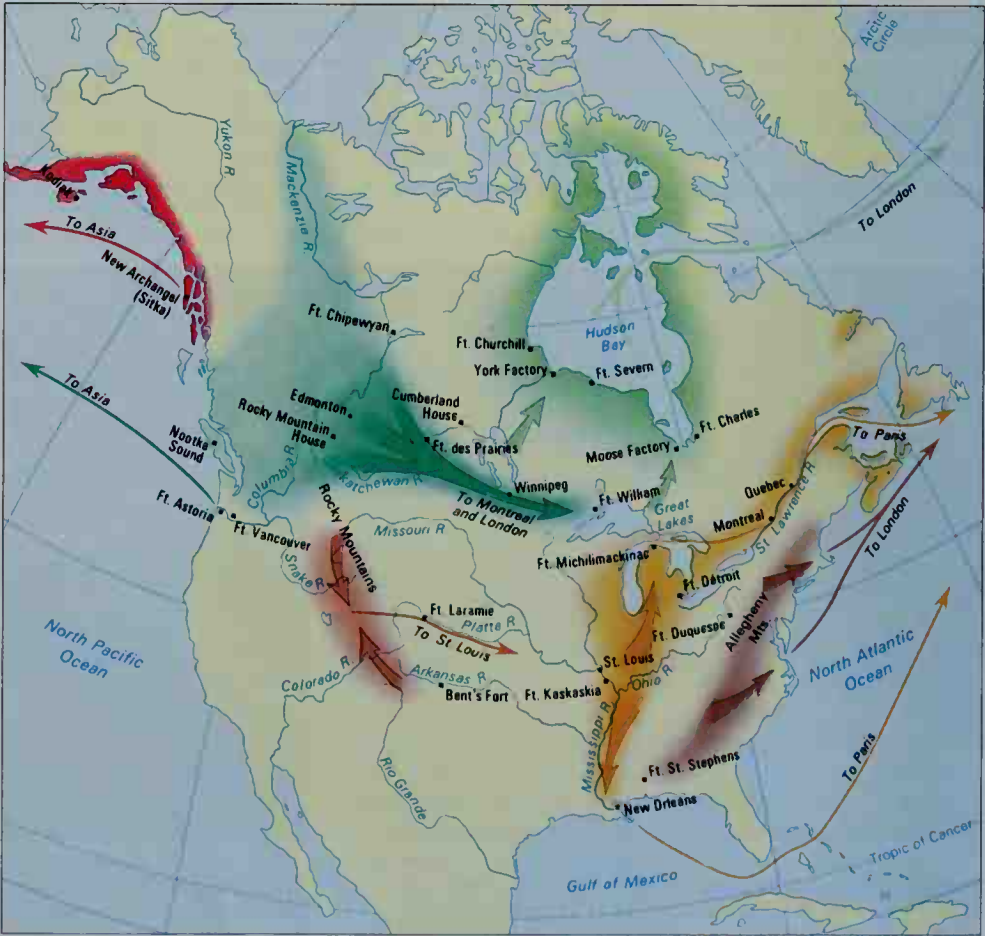 Arctic
Circle
Yukon R.
Mackenzie R.
Kodiak
To Asia
New Archangel
(Sitka)
To London
Ft. Chipewyan
Ft. Churchill
Hudson
Bay
York Factory
Ft. Severn
To Asia
Edmonton
Cumberland
House
Rocky Mountain
House
Nootka
Sound
Ft. des Prairies
Ft. Charles
Moose Factory
To Paris
Columbia R.
katchewan R.
Winnipeg
To Montreal
and London
Ft. William
Great
Lakes
Quebec
Montreal
St. Lawrence R.
To London
Ft. Astoria
Ft. Vancouver
Rocky Mountains
Missouri R.
Ft. Michilimackinac
Snake R.
Ft. Détroit
Ft. Laramie
Platte R.
To St. Louis
Ft. Duquesne
Allegheny
Mts.
North Pacific
Ocean
North Atlantic
Ocean
St. Louis
Ohio R.
Colorado R.
Arkansas R.
Bent's Fort
Ft. Kaskaskia
Mississippi R.
Rio Grande
Ft. St. Stephens
New Orleans
To Paris
Tropic of Cancer
Gulf of Mexico